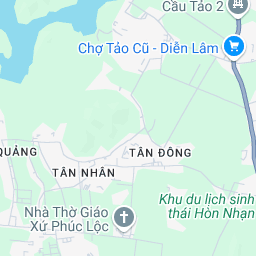 Cầu Tảo 2
Chợ Tảo Cũ - Diễn Lâm
QUẢNG
TÂN ĐÔNG
TÂN NHÂN
Khu du lịch sinh
thái Hòn Nhạn
Nhà Thờ Giáo
Xứ Phúc Lộc